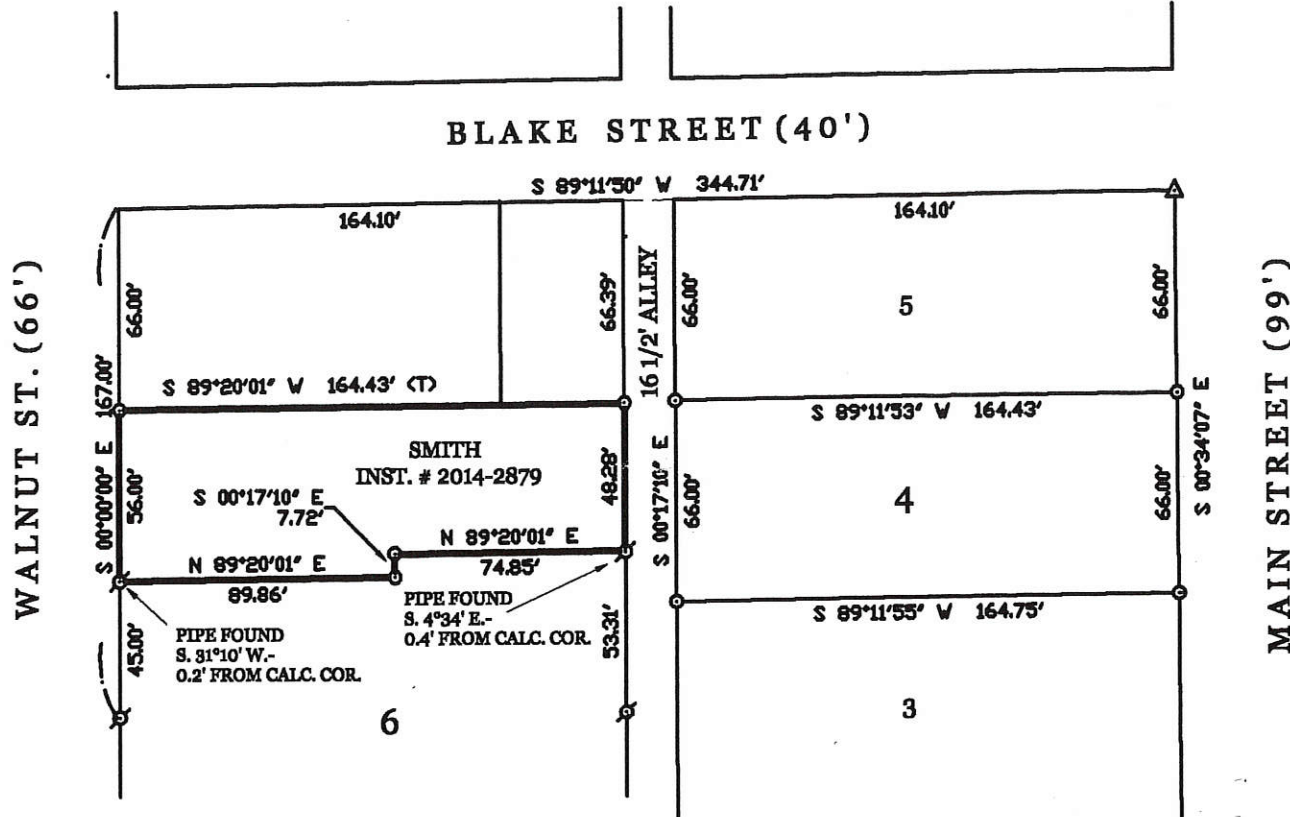 BLAKE STREET (40')
S 89°11'50" W 344.71'
164.10'
164.10'
WALNUT ST. (66')
66.00'
66.39'
16 1/2' ALLEY
66.00'
5
66.00'
MAIN STREET (99')
167.00'
S 89°20'01" W 164.43' (T)
S 89°11'53" W 164.43'
S 00°00'00" E
56.00'
SMITH
INST. # 2014-2879
48.28'
S 00°17'10" E
66.00'
4
66.00'
S 00°34'07" E
S 00°17'10" E
7.72'
N 89°20'01" E
74.85'
N 89°20'01" E
89.86'
S 89°11'55" W 164.75'
PIPE FOUND
S. 4°34' E.-
0.4' FROM CALC. COR.
53.31'
45.00'
PIPE FOUND
S. 31°10' W.-
0.2' FROM CALC. COR.
6
3